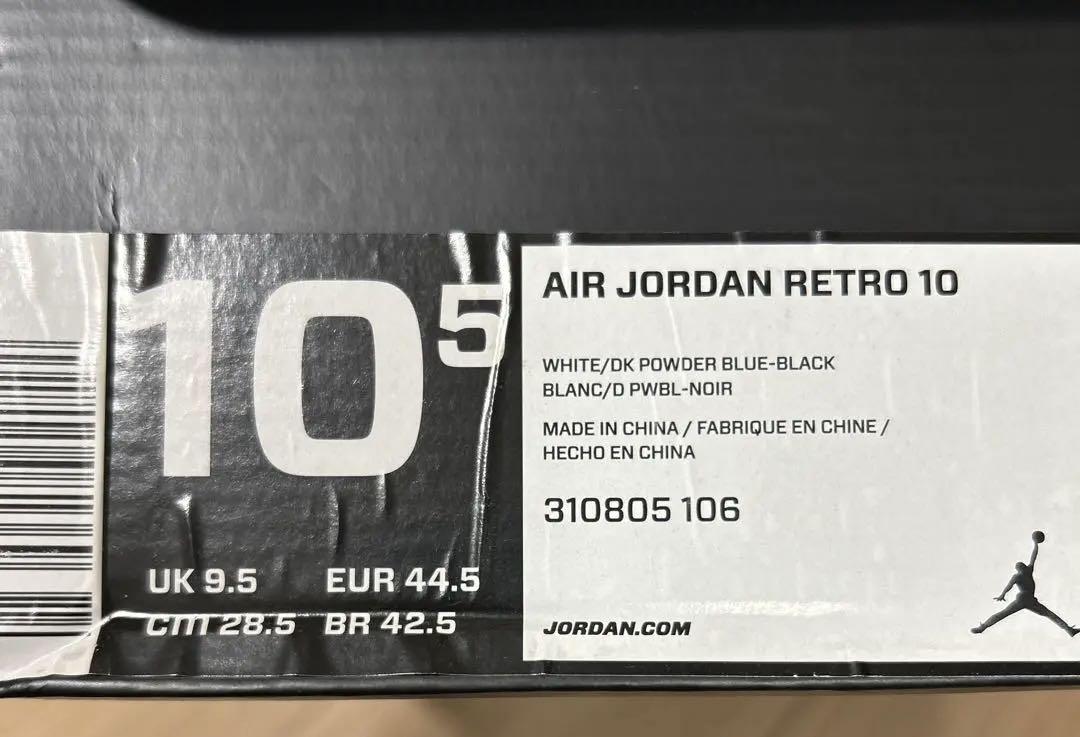 10 5
UK 9.5 EUR 44.5
cm 28.5 BR 42.5
AIR JORDAN RETRO 10
WHITE/DK POWDER BLUE-BLACK
BLANC/D PWBL-NOIR
MADE IN CHINA / FABRIQUE EN CHINE /
HECHO EN CHINA
310805 106
JORDAN.COM